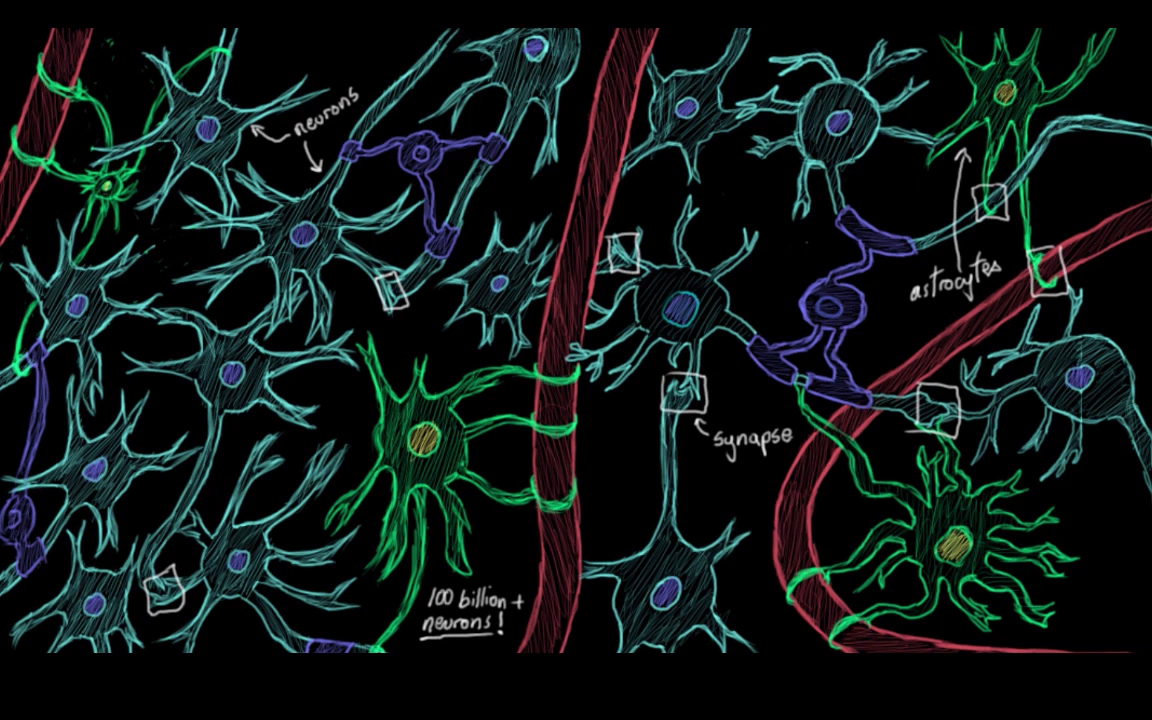 neurons
astrocytes
synapse
100 billion +
neurons!